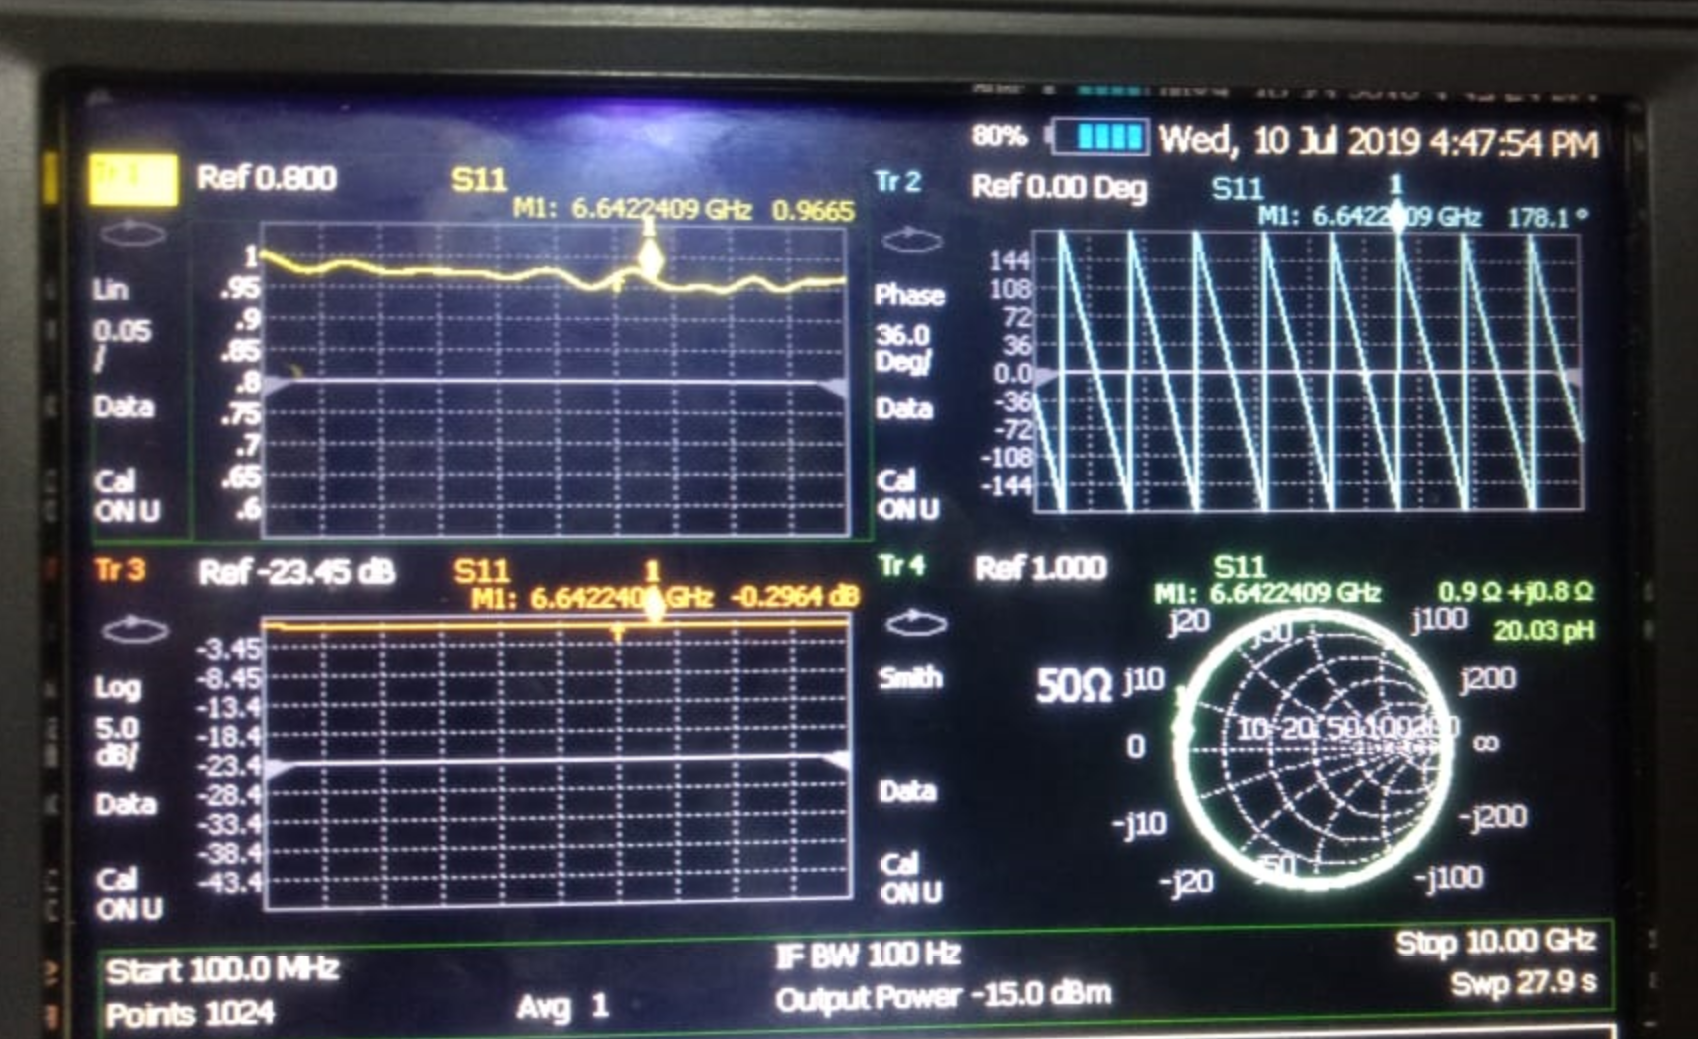 80% Wed, 10 Jul 2019 4:47:54 PM
Tr 1 Ref 0.800 S11
M1: 6.6422409 GHz 0.9665
1
Lin
0.05
/
Data
Cal
ON U
1
.95
.9
.85
.8
.75
.7
.65
.6
Tr 2 Ref 0.00 Deg S11 1
M1: 6.6422409 GHz 178.1 °
Phase
36.0
Deg/
Data
Cal
ON U
144
108
72
36
0.0
-36
-72
-108
-144
Tr 3 Ref -23.45 dB S11 1
M1: 6.6422409 GHz -0.2964 dB
Log
5.0
dB/
Data
Cal
ON U
-3.45
-8.45
-13.4
-18.4
-23.4
-28.4
-33.4
-38.4
-43.4
Tr 4 Ref 1.000 S11
M1: 6.6422409 GHz 0.9 Ω +j0.8 Ω
20.03 pH
Smith
Data
Cal
ON U
j20 j50 j100
50Ω j10 j200
10 20 50 100 200
0 ∞
-j10 -j200
-j20 -j100
Start 100.0 MHz IF BW 100 Hz Stop 10.00 GHz
Points 1024 Avg 1 Output Power -15.0 dBm Swp 27.9 s